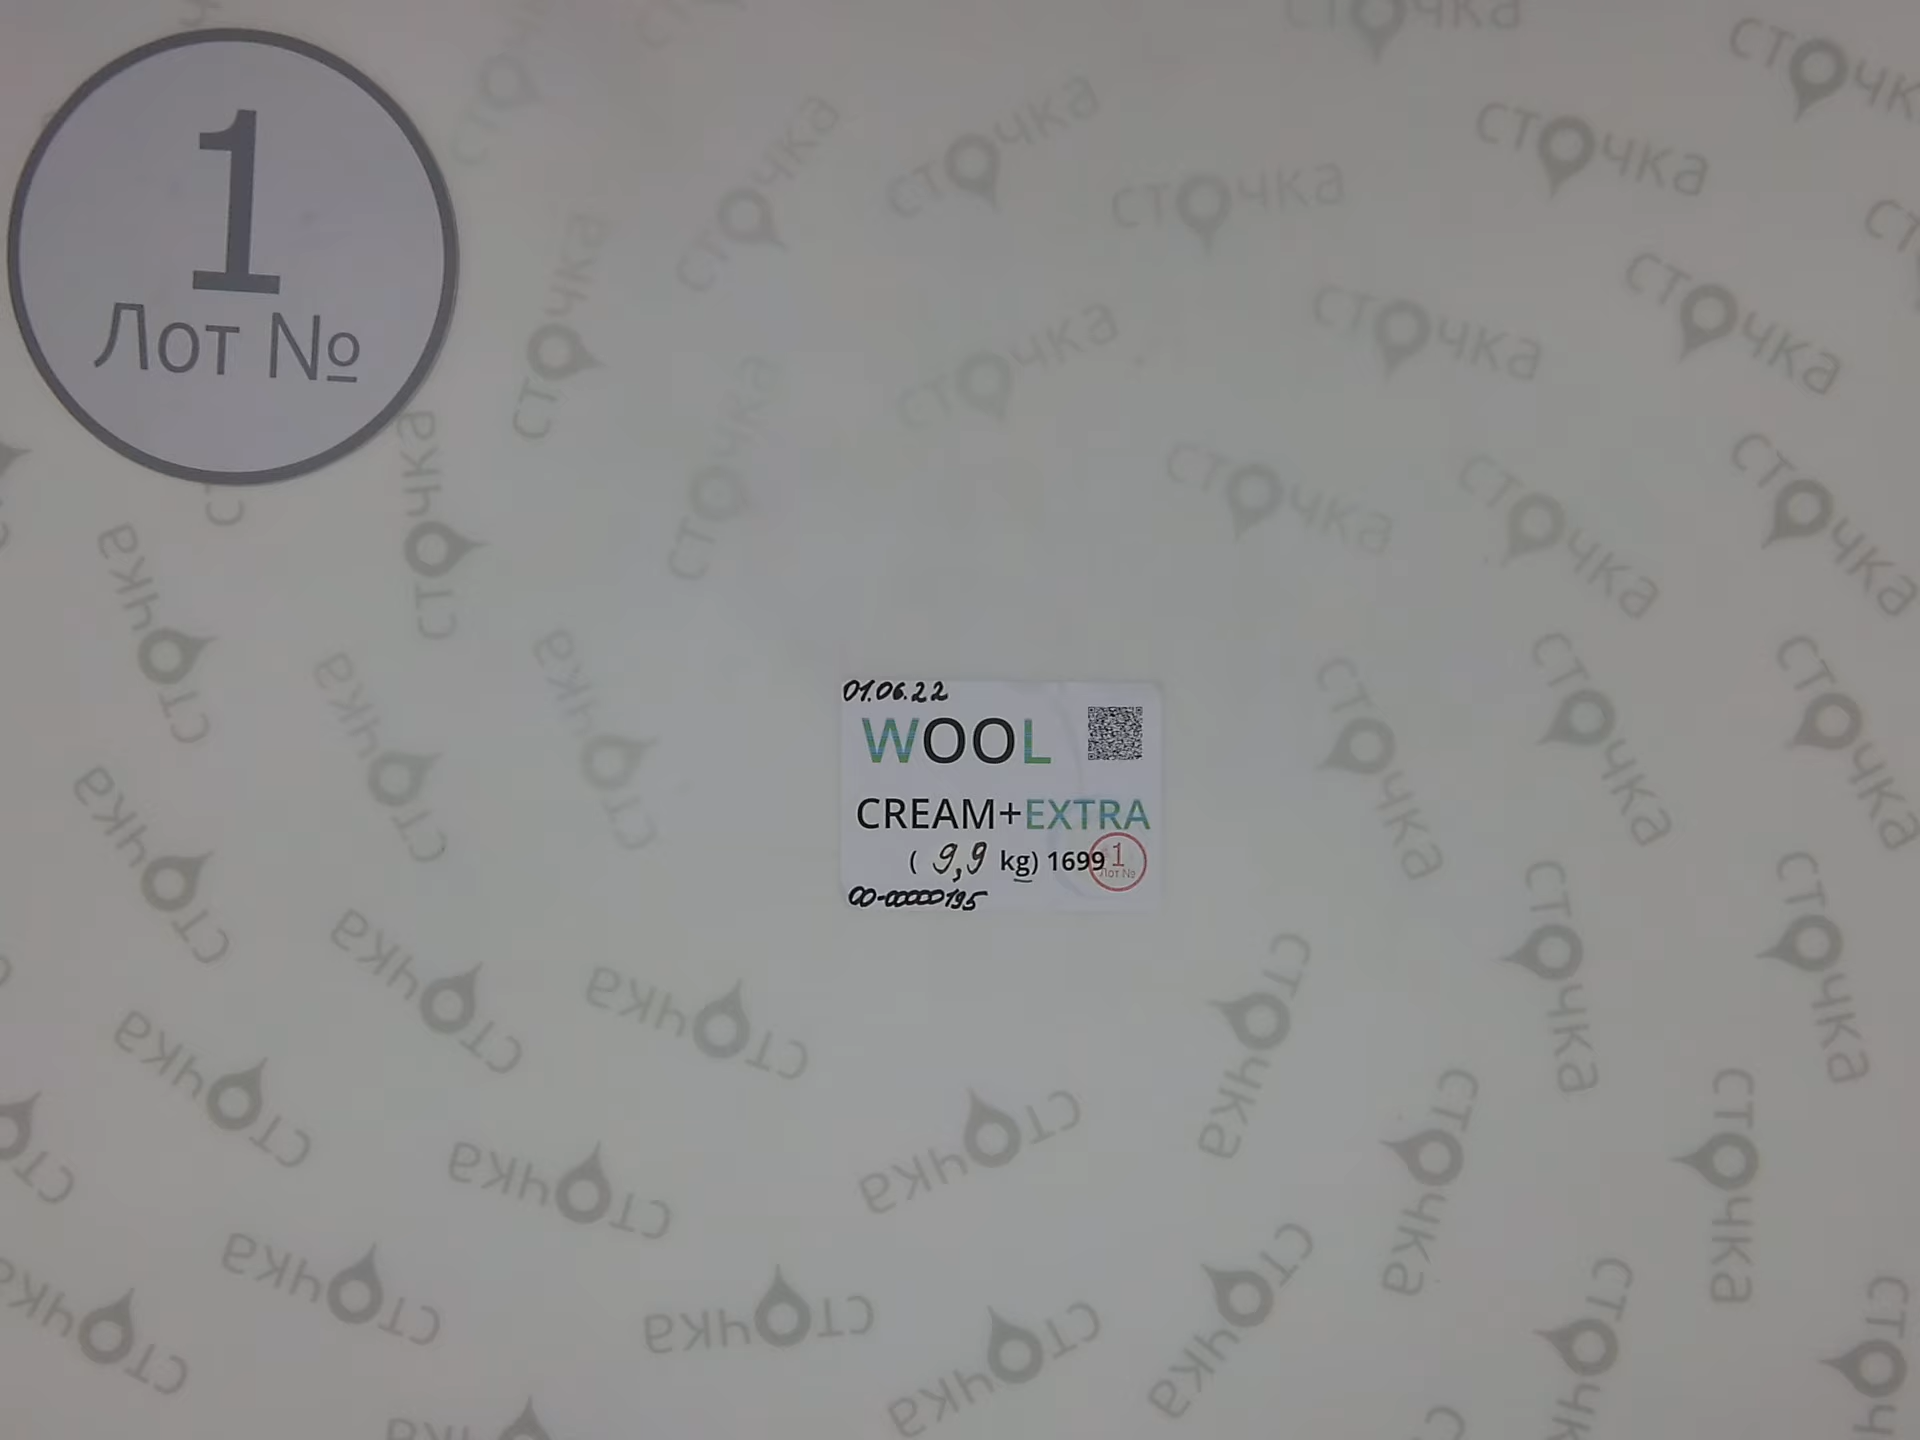 1
Лот №
01.06.22
WOOL
CREAM+EXTRA
( 9,9 kg) 1699
1
Лот №
00-00000195
сточка